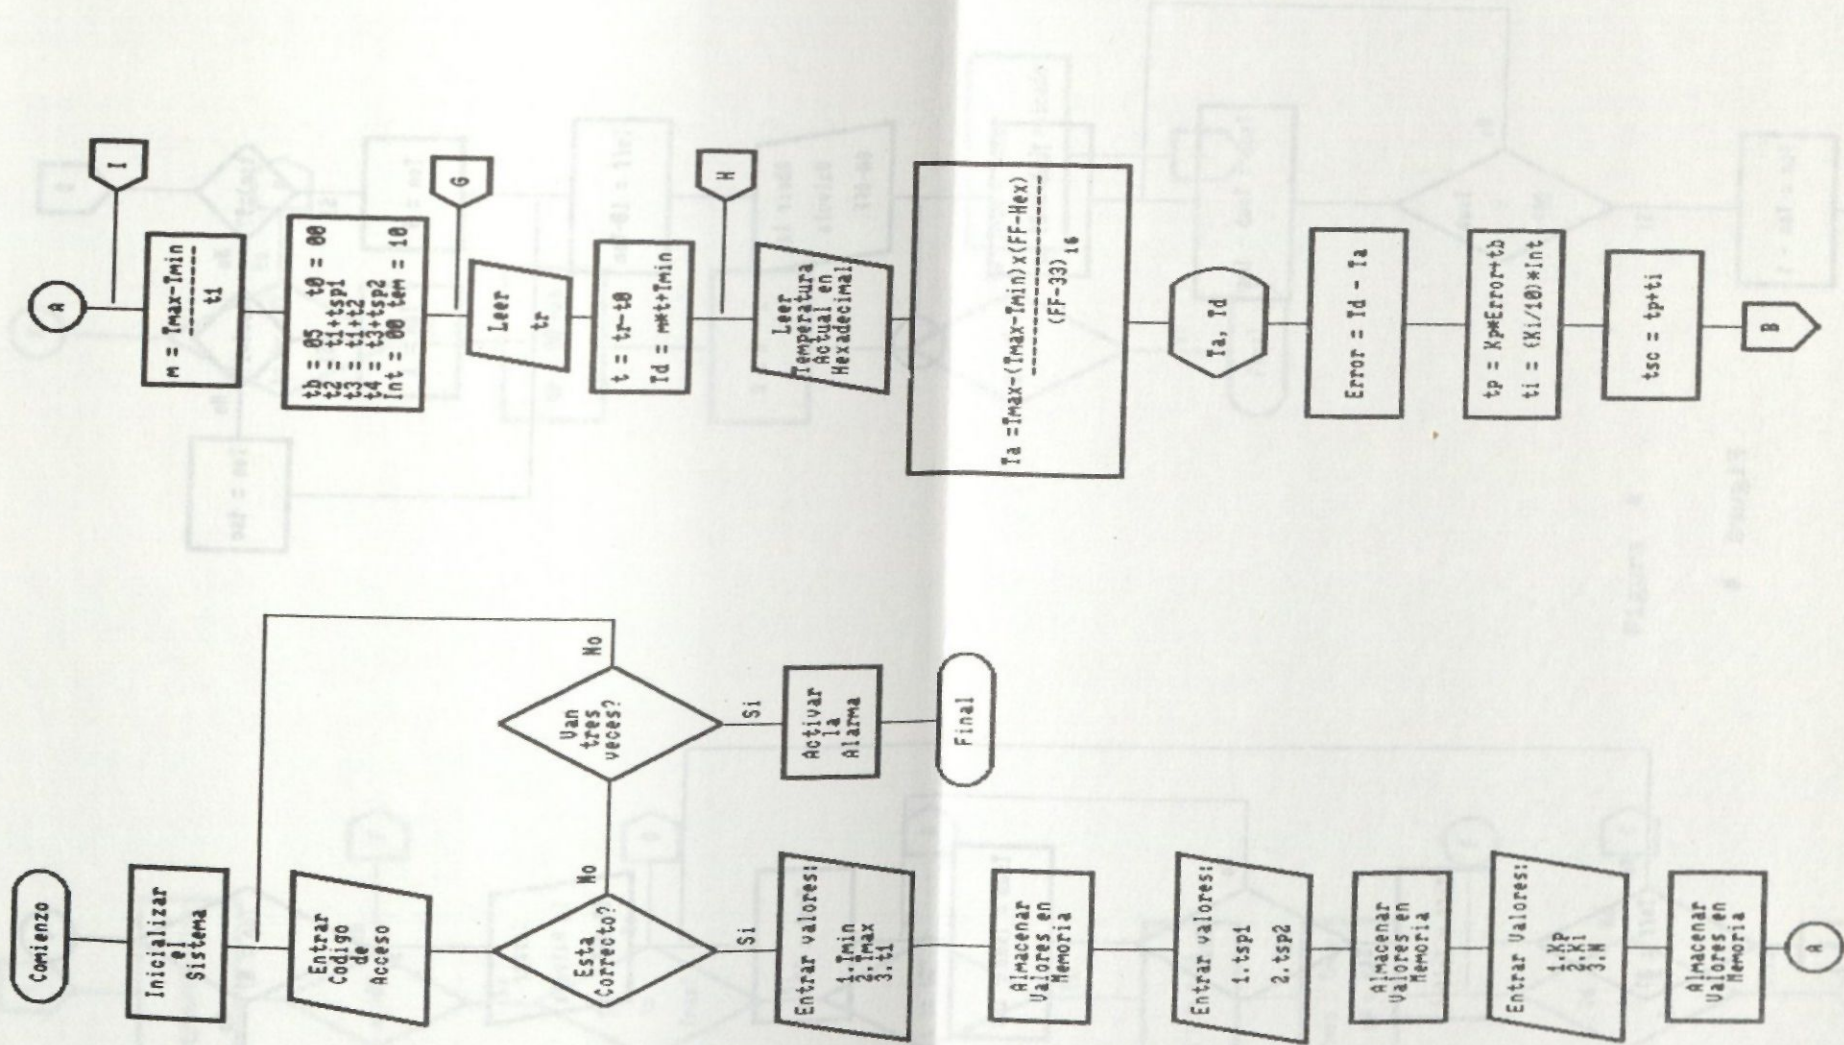 Comienzo
Inicializar
el
Sistema
Entrar
Codigo
de
Acceso
Esta
Correcto?
No
Si
Van
tres
veces?
No
Si
Activar
la
Alarma
Final
Entrar valores:
1.Tmin
2.Tmax
3.t1
Almacenar
Valores en
Memoria
Entrar valores:
1.tsp1
2.tsp2
Almacenar
Valores en
Memoria
Entrar Valores:
1.Kp
2.Ki
3.N
Almacenar
Valores en
Memoria
A
A
I
m = Tmax-Tmin
---------
t1
tb = 05 t0 = 00
t2 = t1+tsp1
t3 = t1+t2
t4 = t3+tsp2
Int = 00 tem = 10
G
Leer
tr
t = tr-t0
Td = m*t+Tmin
H
Leer
Temperatura
Actual en
Hexadecimal
Ta =Tmax-(Tmax-Tmin)x(FF-Hex)
-----------------------
(FF-33)16
Ta, Td
Error = Td - Ta
tp = Kp*Error+tb
ti = (Ki/10)*Int
tsc = tp+ti
B